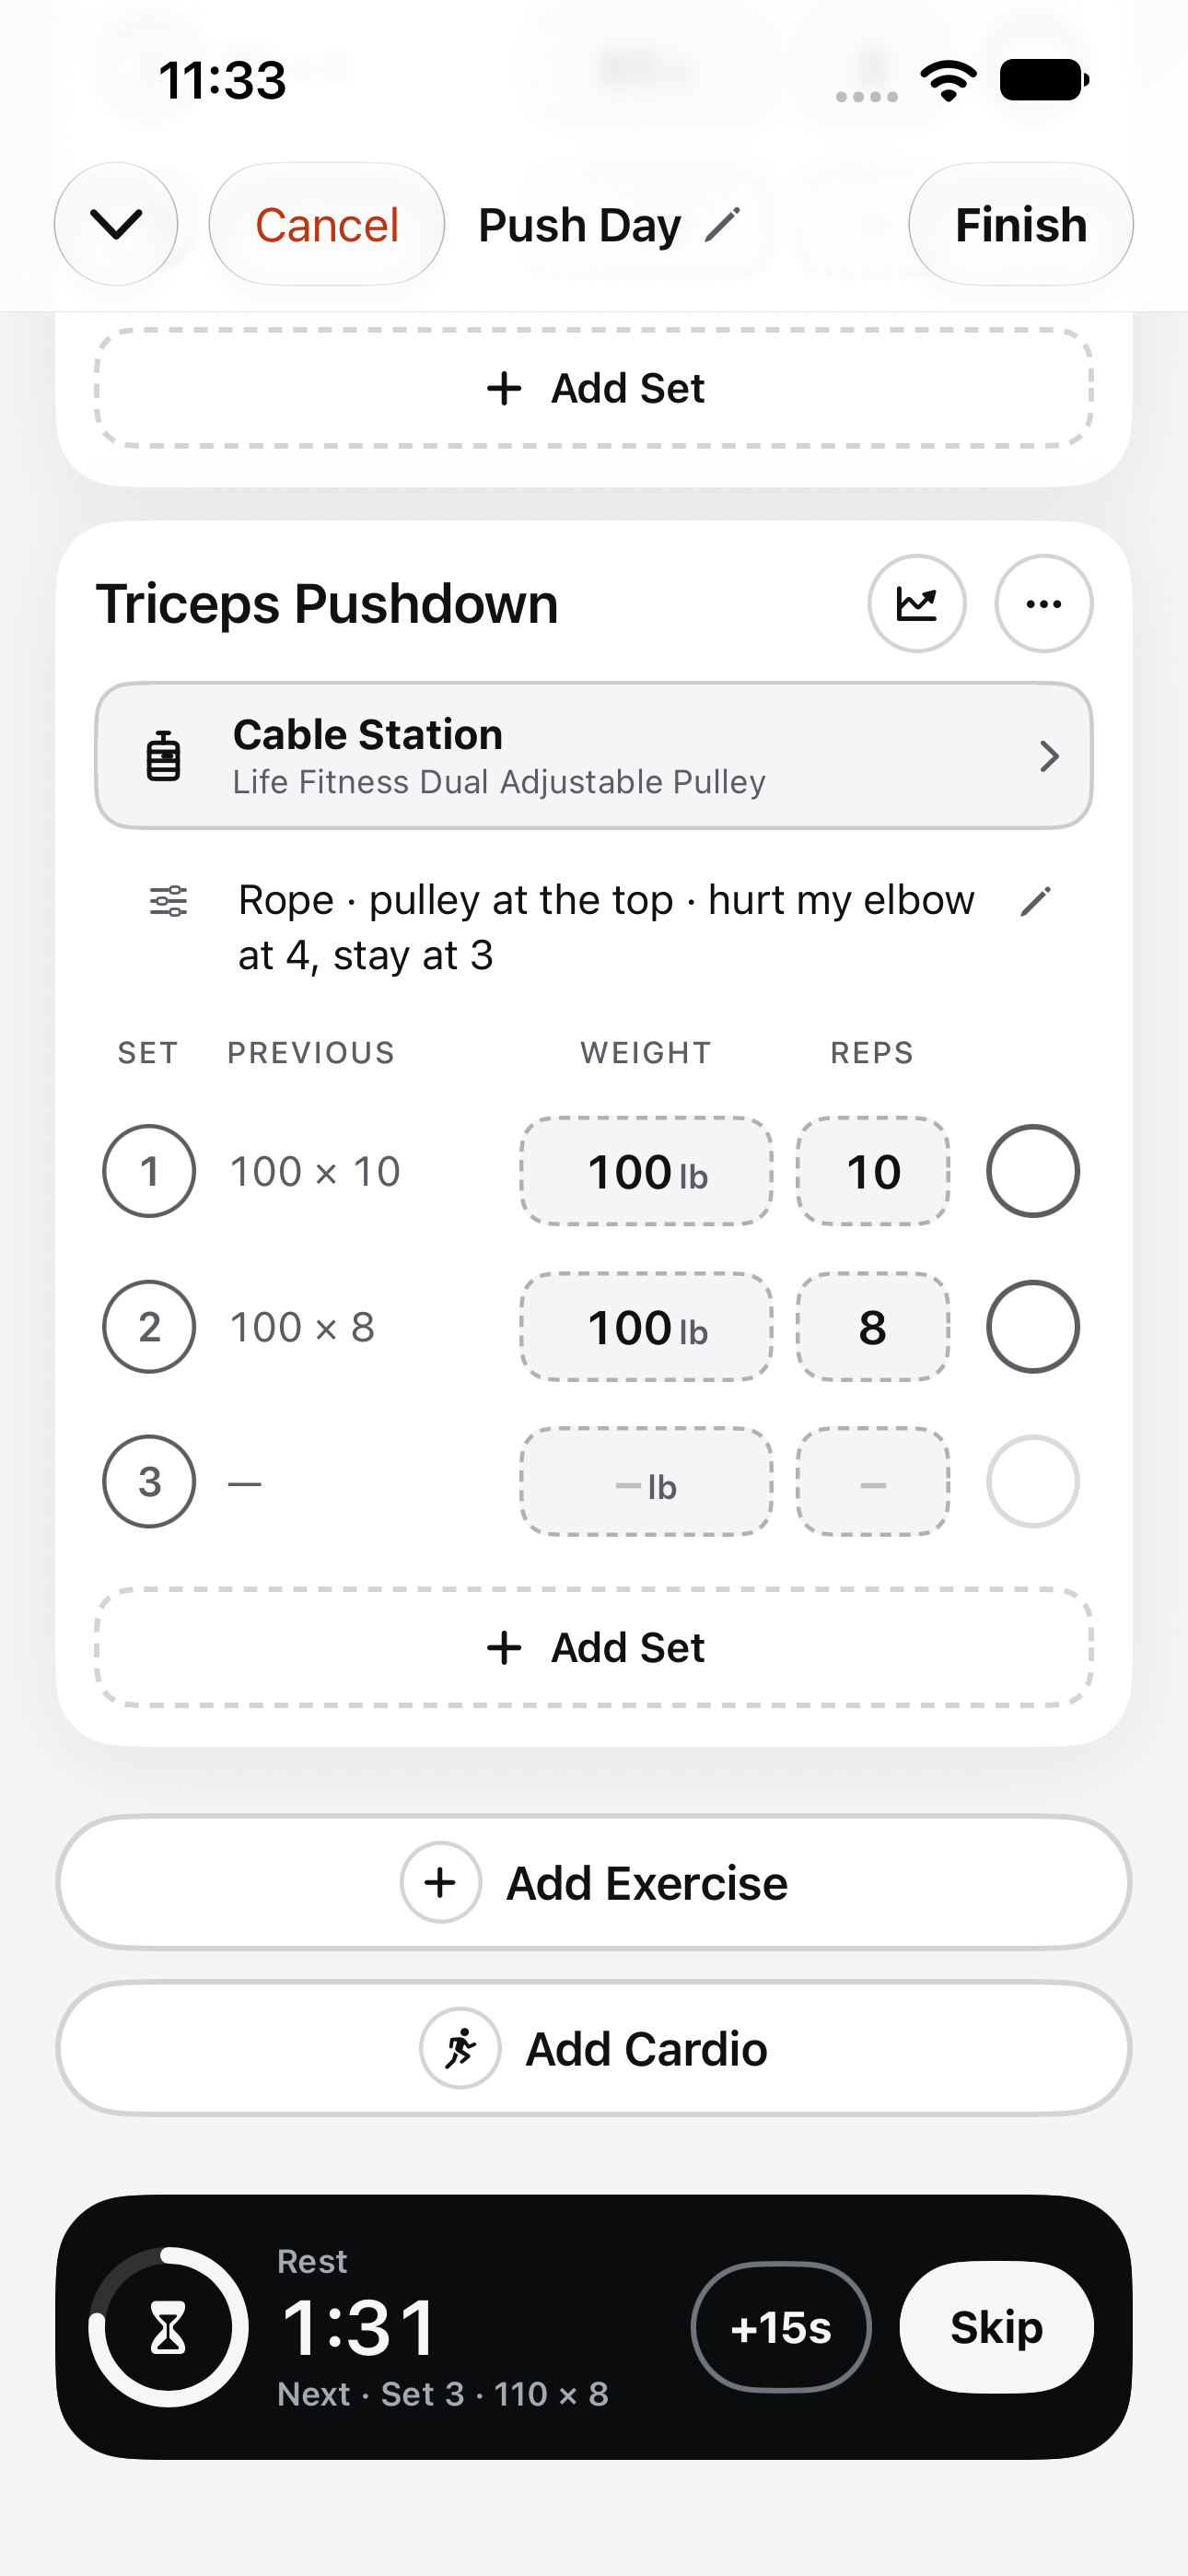 11:33
Cancel
Push Day
Finish
+ Add Set
Triceps Pushdown
Cable Station
Life Fitness Dual Adjustable Pulley
Rope · pulley at the top · hurt my elbow
at 4, stay at 3
SET PREVIOUS WEIGHT REPS
1 100 × 10 100 lb 10
2 100 × 8 100 lb 8
3 — – lb –
+ Add Set
+ Add Exercise
Add Cardio
Rest
1:31
Next · Set 3 · 110 × 8
+15s
Skip